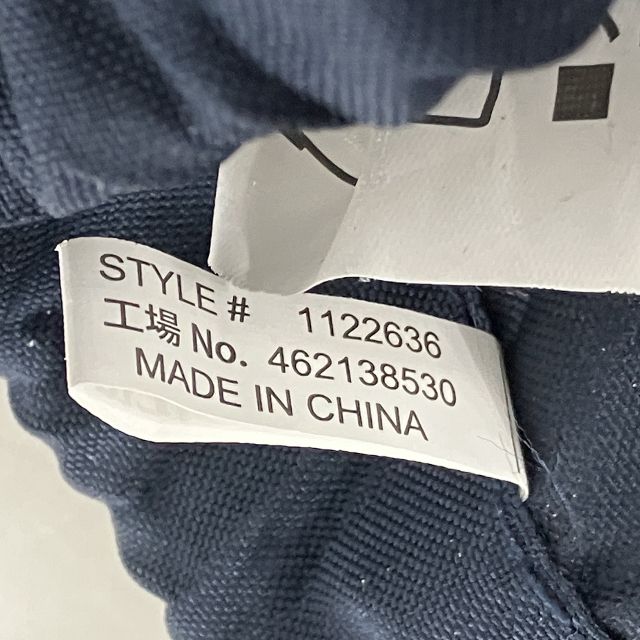 STYLE # 1122636
工場 No. 462138530
MADE IN CHINA